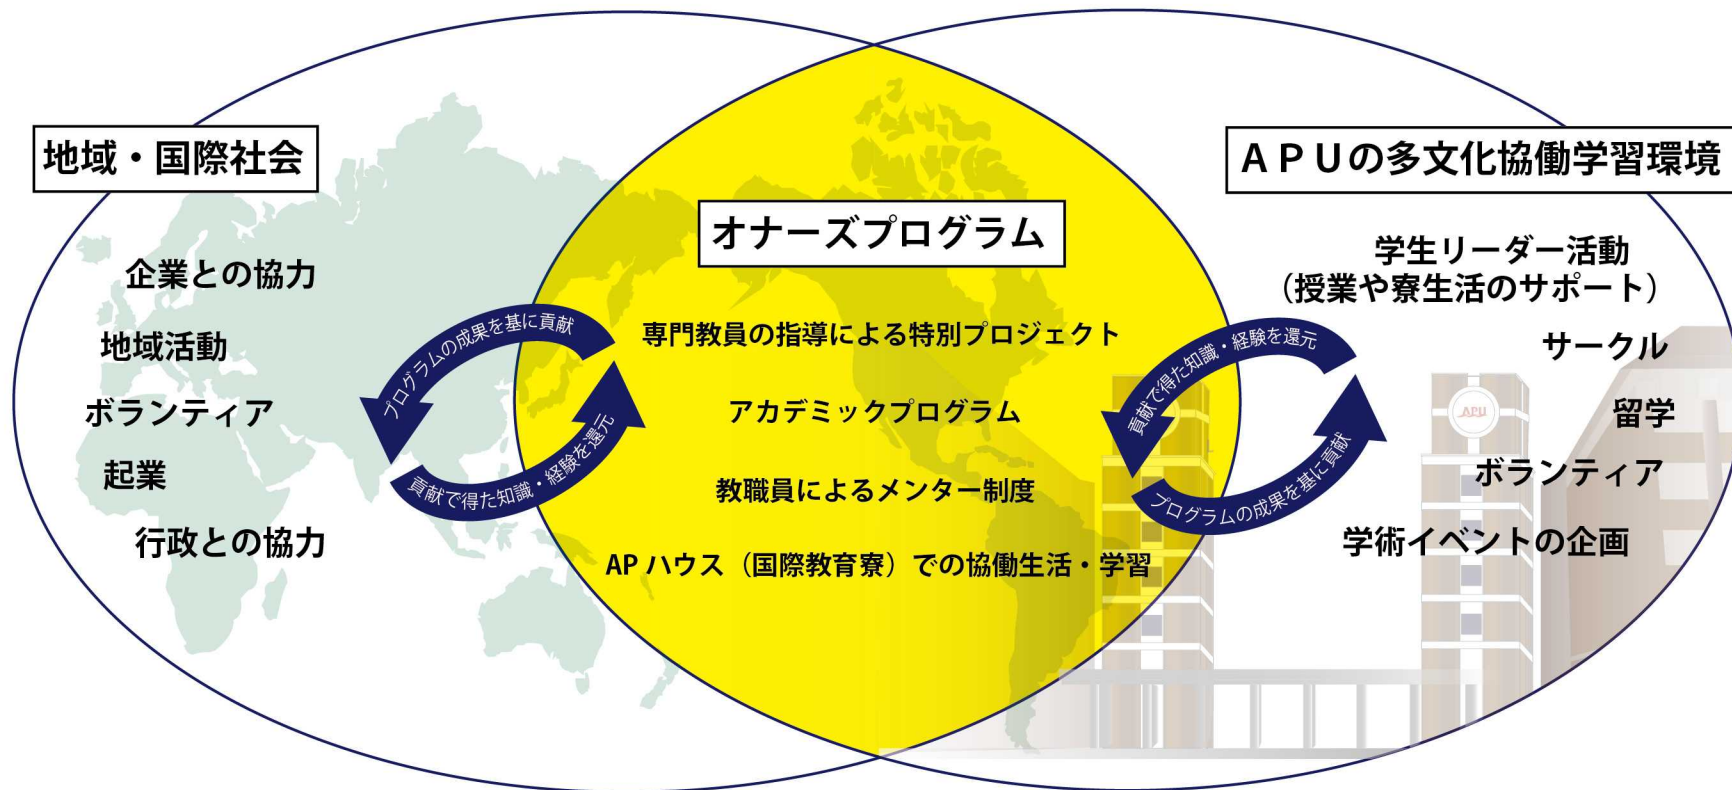 地域・国際社会
企業との協力
地域活動
ボランティア
起業
行政との協力
プログラムの成果を基に貢献
貢献で得た知識・経験を還元
オナーズプログラム
専門教員の指導による特別プロジェクト
アカデミックプログラム
教職員によるメンター制度
AP ハウス（国際教育寮）での協働生活・学習
貢献で得た知識・経験を還元
プログラムの成果を基に貢献
ＡＰＵの多文化協働学習環境
学生リーダー活動
（授業や寮生活のサポート）
サークル
留学
ボランティア
学術イベントの企画
APU